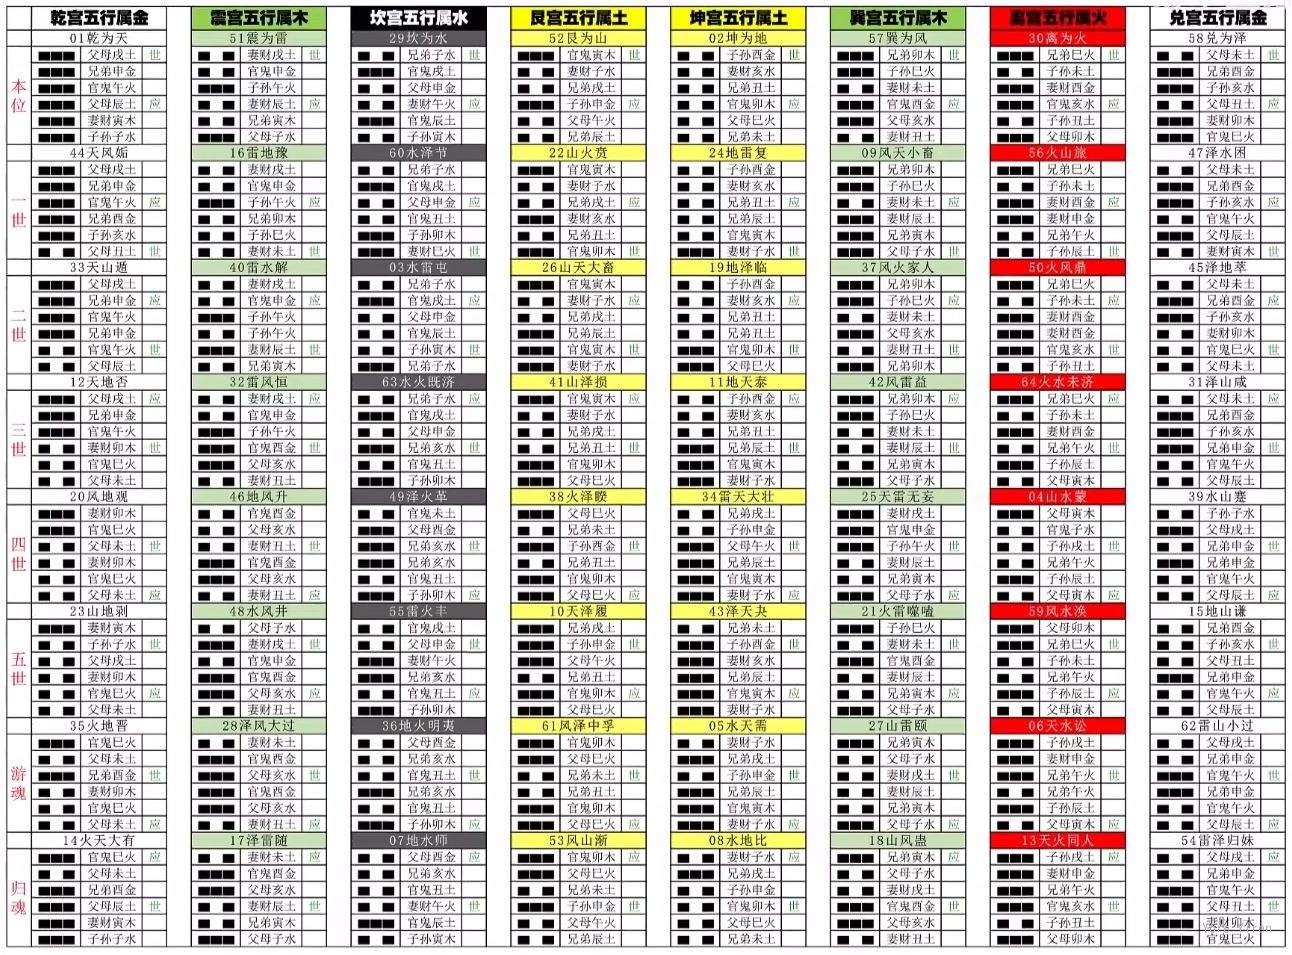 乾宫五行属金 震宫五行属木 坎宫五行属水 艮宫五行属土 坤宫五行属土 巽宫五行属木 离宫五行属火 兑宫五行属金
01乾为天 51震为雷 29坎为水 52艮为山 02坤为地 57巽为风 30离为火 58兑为泽
本位
父母戌土 世 妻财戌土 世 兄弟子水 世 官鬼寅木 世 子孙酉金 世 兄弟卯木 世 兄弟巳火 世 父母未土 世
兄弟申金 官鬼申金 官鬼戌土 妻财子水 妻财亥水 子孙巳火 子孙未土 兄弟酉金
官鬼午火 子孙午火 父母申金 兄弟戌土 兄弟丑土 妻财未土 妻财酉金 子孙亥水
父母辰土 应 妻财辰土 应 妻财午火 应 子孙申金 应 官鬼卯木 应 官鬼酉金 应 官鬼亥水 应 父母丑土 应
妻财寅木 兄弟寅木 官鬼辰土 父母午火 父母巳火 父母亥水 子孙丑土 妻财卯木
子孙子水 父母子水 子孙寅木 兄弟辰土 兄弟未土 妻财丑土 父母卯木 官鬼巳火
44天风姤 16雷地豫 60水泽节 22山火贲 24地雷复 09风天小畜 56火山旅 47泽水困
一世
父母戌土 妻财戌土 兄弟子水 官鬼寅木 子孙酉金 兄弟卯木 兄弟巳火 父母未土
兄弟申金 官鬼申金 官鬼戌土 妻财子水 妻财亥水 子孙巳火 子孙未土 兄弟酉金
官鬼午火 应 子孙午火 应 父母申金 应 兄弟戌土 应 兄弟丑土 应 妻财未土 应 妻财酉金 应 子孙亥水 应
兄弟酉金 兄弟卯木 官鬼丑土 妻财亥水 兄弟辰土 妻财辰土 妻财申金 官鬼午火
子孙亥水 子孙巳火 子孙卯木 兄弟丑土 官鬼寅木 兄弟寅木 兄弟午火 父母辰土
父母丑土 世 妻财未土 世 妻财巳火 世 官鬼卯木 世 妻财子水 世 父母子水 世 子孙辰土 世 妻财寅木 世
33天山遁 40雷水解 03水雷屯 26山天大畜 19地泽临 37风火家人 50火风鼎 45泽地萃
二世
父母戌土 妻财戌土 兄弟子水 官鬼寅木 子孙酉金 兄弟卯木 兄弟巳火 父母未土
兄弟申金 应 官鬼申金 应 官鬼戌土 应 妻财子水 应 妻财亥水 应 子孙巳火 应 子孙未土 应 兄弟酉金 应
官鬼午火 子孙午火 父母申金 兄弟戌土 兄弟丑土 妻财未土 妻财酉金 子孙亥水
兄弟申金 子孙午火 官鬼辰土 兄弟辰土 兄弟丑土 父母亥水 妻财酉金 妻财卯木
官鬼午火 世 妻财辰土 世 子孙寅木 世 官鬼寅木 世 官鬼卯木 世 妻财丑土 世 官鬼亥水 世 官鬼巳火 世
父母辰土 兄弟寅木 兄弟子水 妻财子水 父母巳火 兄弟卯木 子孙丑土 父母未土
12天地否 32雷风恒 63水火既济 41山泽损 11地天泰 42风雷益 64火水未济 31泽山咸
三世
父母戌土 应 妻财戌土 应 兄弟子水 应 官鬼寅木 应 子孙酉金 应 兄弟卯木 应 兄弟巳火 应 父母未土 应
兄弟申金 官鬼申金 官鬼戌土 妻财子水 妻财亥水 子孙巳火 子孙未土 兄弟酉金
官鬼午火 子孙午火 父母申金 兄弟戌土 兄弟丑土 妻财未土 妻财酉金 子孙亥水
妻财卯木 世 官鬼酉金 世 兄弟亥水 世 兄弟丑土 世 兄弟辰土 世 妻财辰土 世 兄弟午火 世 兄弟申金 世
官鬼巳火 父母亥水 官鬼丑土 官鬼卯木 官鬼寅木 兄弟寅木 子孙辰土 官鬼午火
父母未土 妻财丑土 子孙卯木 父母巳火 妻财子水 父母子水 父母寅木 父母辰土
20风地观 46地风升 49泽火革 38火泽睽 34雷天大壮 25天雷无妄 04山水蒙 39水山蹇
四世
妻财卯木 官鬼酉金 官鬼未土 父母巳火 兄弟戌土 妻财戌土 父母寅木 子孙子水
官鬼巳火 父母亥水 父母酉金 兄弟未土 子孙申金 官鬼申金 官鬼子水 父母戌土
父母未土 世 妻财丑土 世 兄弟亥水 世 子孙酉金 世 父母午火 世 子孙午火 世 子孙戌土 世 兄弟申金 世
妻财卯木 官鬼酉金 兄弟亥水 兄弟丑土 兄弟辰土 妻财辰土 兄弟午火 兄弟申金
官鬼巳火 父母亥水 官鬼丑土 官鬼卯木 官鬼寅木 兄弟寅木 子孙辰土 官鬼午火
父母未土 应 妻财丑土 应 子孙卯木 应 父母巳火 应 妻财子水 应 父母子水 应 父母寅木 应 父母辰土 应
23山地剥 48水风井 55雷火丰 10天泽履 43泽天夬 21火雷噬嗑 59风水涣 15地山谦
五世
妻财寅木 父母子水 官鬼戌土 兄弟戌土 兄弟未土 子孙巳火 父母卯木 兄弟酉金
子孙子水 世 妻财戌土 世 父母申金 世 子孙申金 世 子孙酉金 世 妻财未土 世 兄弟巳火 世 子孙亥水 世
父母戌土 官鬼申金 妻财午火 父母午火 妻财亥水 官鬼酉金 子孙未土 父母丑土
妻财卯木 官鬼酉金 兄弟亥水 兄弟丑土 兄弟辰土 妻财辰土 兄弟午火 兄弟申金
官鬼巳火 应 父母亥水 应 官鬼丑土 应 官鬼卯木 应 官鬼寅木 应 兄弟寅木 应 子孙辰土 应 官鬼午火 应
父母未土 妻财丑土 子孙卯木 父母巳火 妻财子水 父母子水 父母寅木 父母辰土
35火地晋 28泽风大过 36地火明夷 61风泽中孚 05水天需 27山雷颐 06天水讼 62雷山小过
游魂
官鬼巳火 妻财未土 父母酉金 官鬼卯木 妻财子水 兄弟寅木 子孙戌土 父母戌土
父母未土 官鬼酉金 兄弟亥水 父母巳火 兄弟戌土 父母子水 妻财申金 兄弟申金
兄弟酉金 世 父母亥水 世 官鬼丑土 世 兄弟未土 世 子孙申金 世 妻财戌土 世 兄弟午火 世 官鬼午火 世
妻财卯木 官鬼酉金 兄弟亥水 兄弟丑土 兄弟辰土 妻财辰土 兄弟午火 兄弟申金
官鬼巳火 父母亥水 官鬼丑土 官鬼卯木 官鬼寅木 兄弟寅木 子孙辰土 官鬼午火
父母未土 应 妻财丑土 应 子孙卯木 应 父母巳火 应 妻财子水 应 父母子水 应 父母寅木 应 父母辰土 应
14火天大有 17泽雷随 07地水师 53风山渐 08水地比 18山风蛊 13天火同人 54雷泽归妹
归魂
官鬼巳火 应 妻财未土 应 父母酉金 应 官鬼卯木 应 妻财子水 应 兄弟寅木 应 子孙戌土 应 父母戌土 应
父母未土 官鬼酉金 兄弟亥水 父母巳火 兄弟戌土 父母子水 妻财申金 兄弟申金
兄弟酉金 父母亥水 官鬼丑土 兄弟未土 子孙申金 妻财戌土 兄弟午火 官鬼午火
父母辰土 世 妻财辰土 世 妻财午火 世 子孙申金 世 官鬼卯木 世 官鬼酉金 世 官鬼亥水 世 父母丑土 世
妻财寅木 兄弟寅木 官鬼辰土 父母午火 父母巳火 父母亥水 子孙丑土 妻财卯木
子孙子水 父母子水 子孙寅木 兄弟辰土 兄弟未土 妻财丑土 父母卯木 官鬼巳火